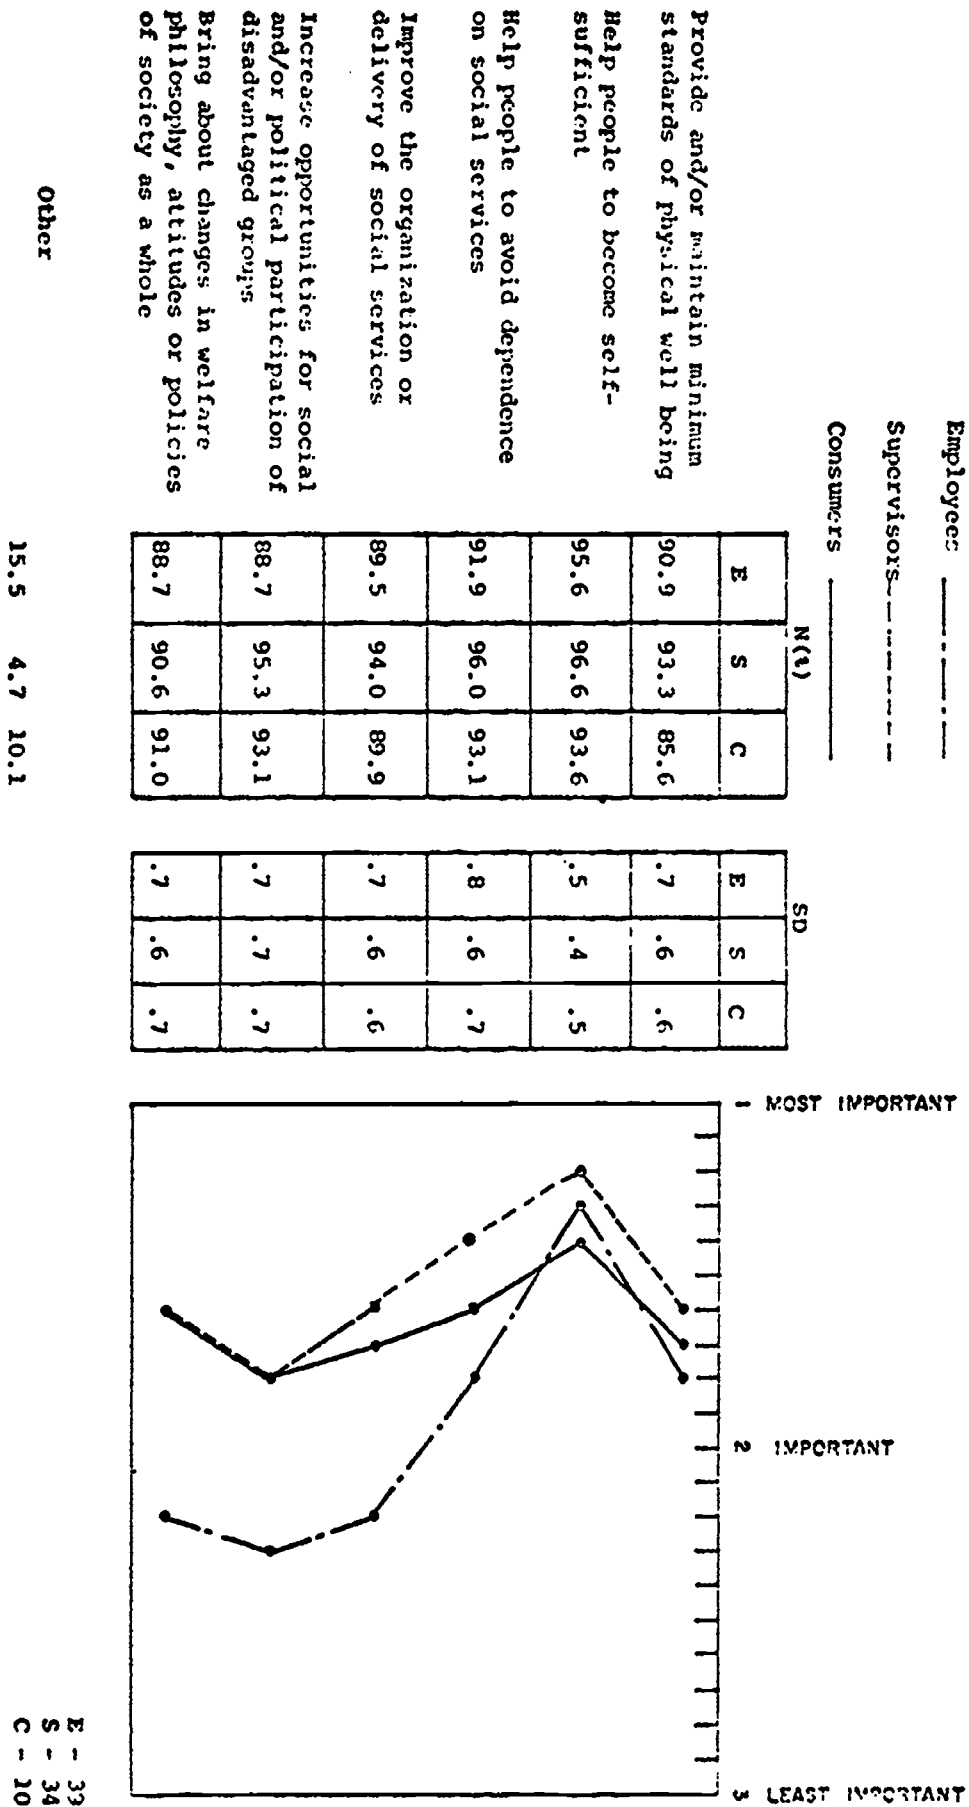 Employees
Supervisors
Consumers
N(%)
SD
E S C
E S C
1 MOST IMPORTANT
2 IMPORTANT
3 LEAST IMPORTANT
Provide and/or maintain minimum
standards of physical well being
90.9 93.3 85.6
.7 .6 .6
Help people to become self-
sufficient
95.6 96.6 93.6
.5 .4 .5
Help people to avoid dependence
on social services
91.9 96.0 93.1
.8 .6 .7
Improve the organization or
delivery of social services
89.5 94.0 89.9
.7 .6 .6
Increase opportunities for social
and/or political participation of
disadvantaged groups
88.7 95.3 93.1
.7 .7 .7
Bring about changes in welfare
philosophy, attitudes or policies
of society as a whole
88.7 90.6 91.0
.7 .6 .7
Other
15.5 4.7 10.1
E -
S - 34
C - 10